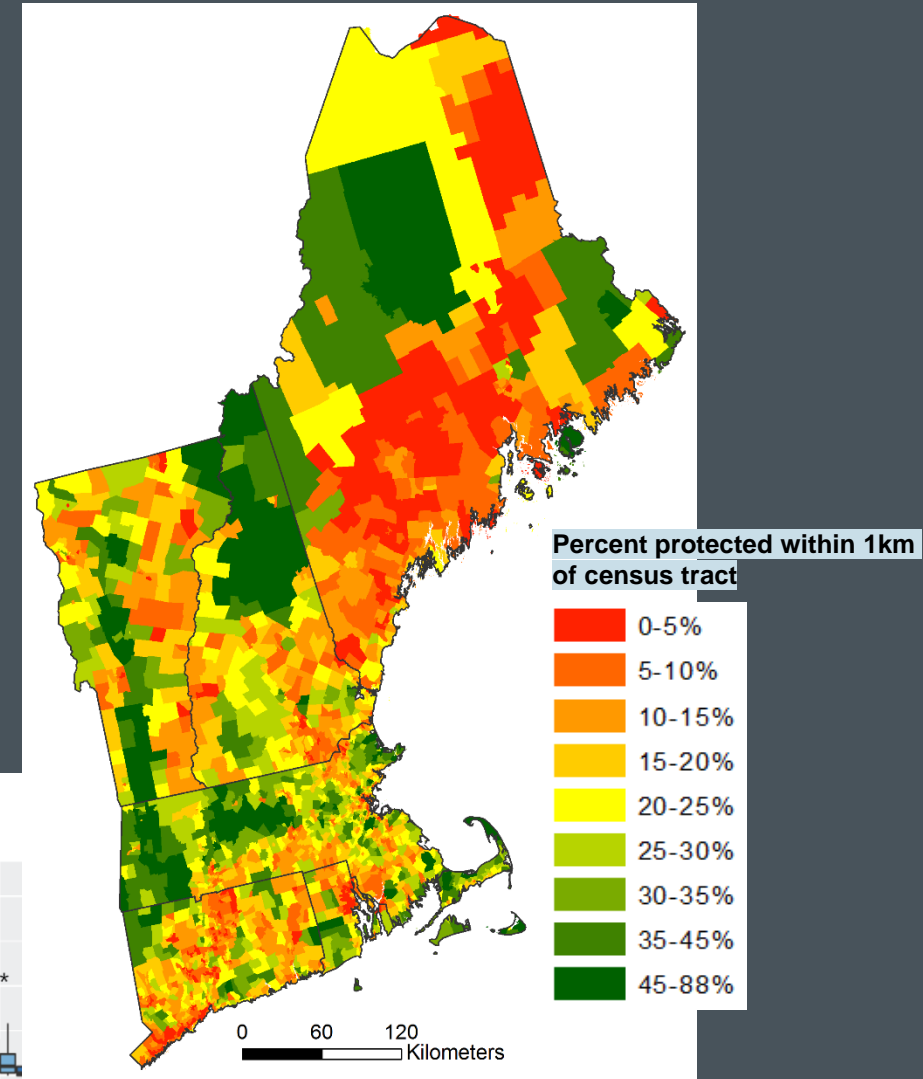 Percent protected within 1km
of census tract
0-5%
5-10%
10-15%
15-20%
20-25%
25-30%
30-35%
35-45%
45-88%
*
0 60 120
Kilometers